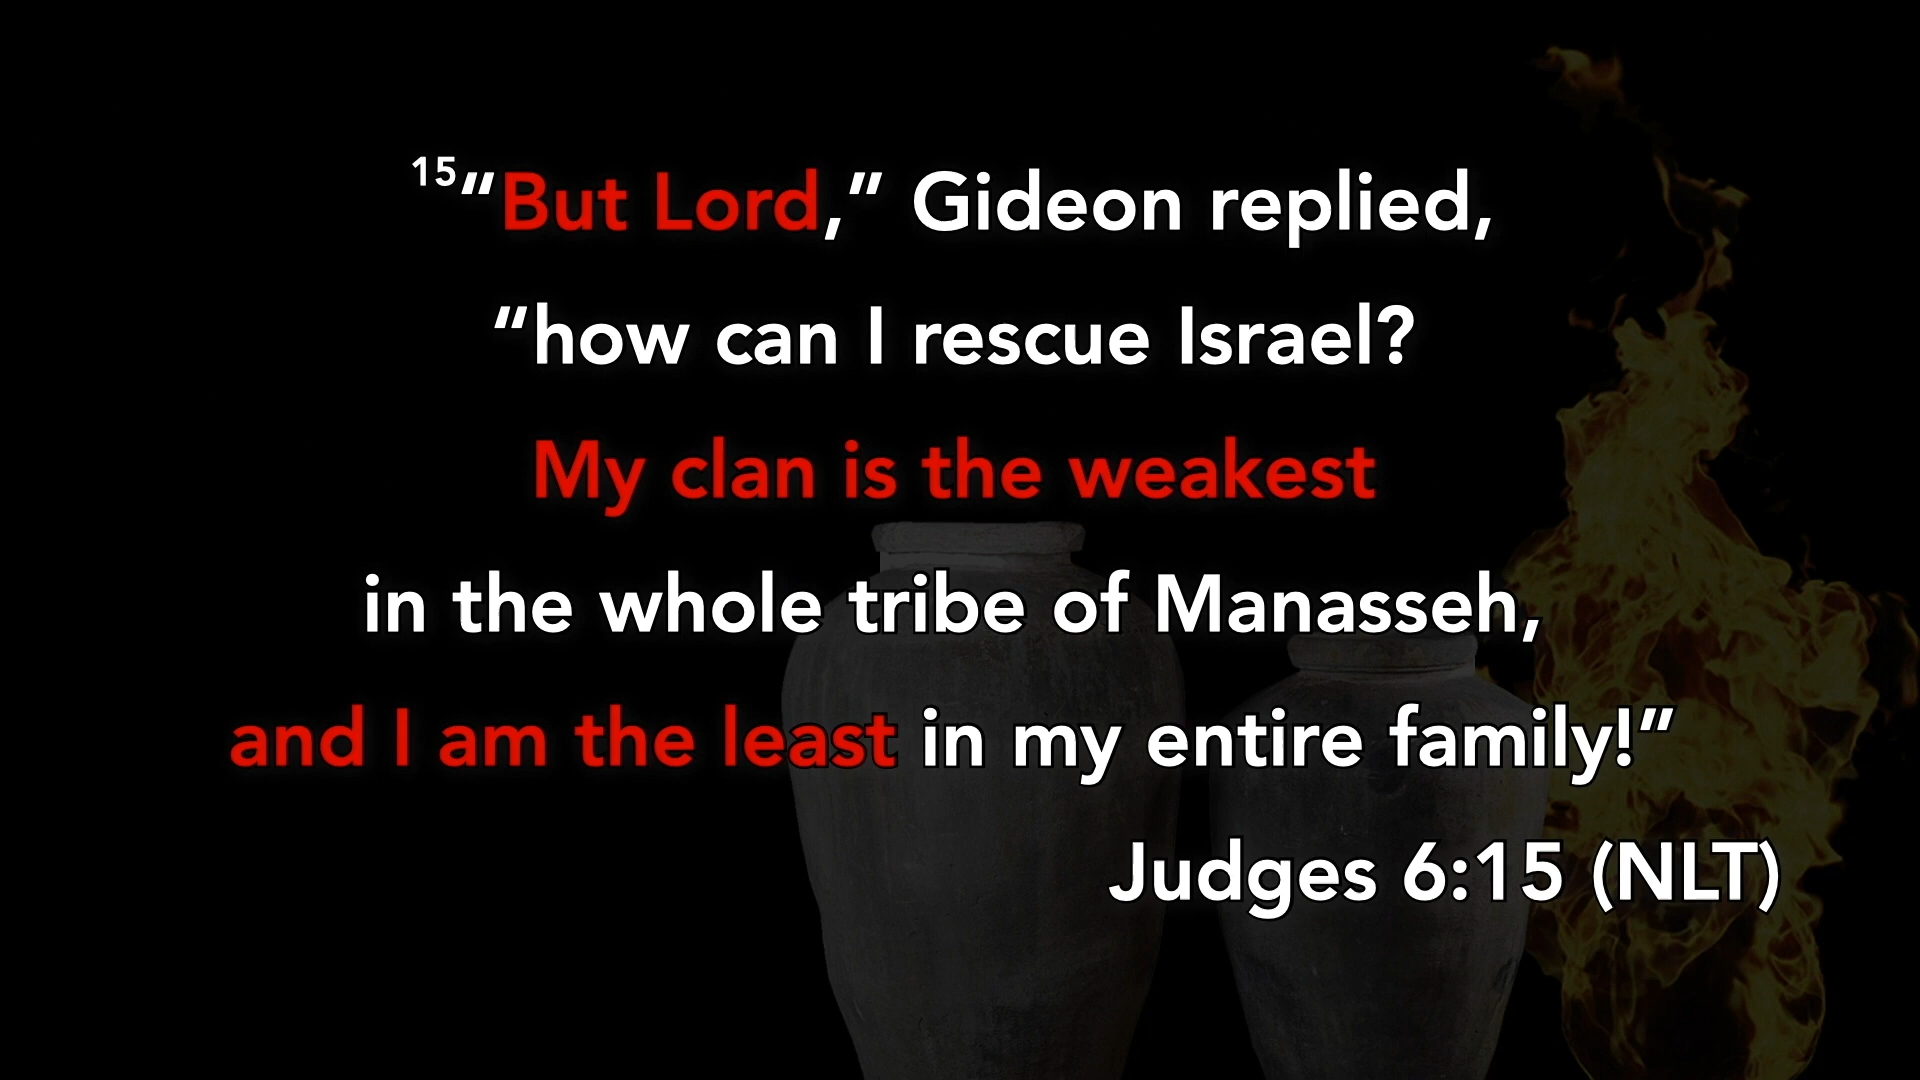 15“But Lord,” Gideon replied,
“how can I rescue Israel?
My clan is the weakest
in the whole tribe of Manasseh,
and I am the least in my entire family!”
Judges 6:15 (NLT)